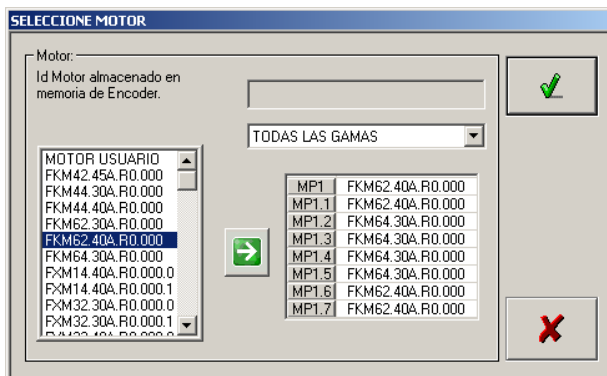 SELECCIONE MOTOR
Motor:
Id Motor almacenado en
memoria de Encoder.
TODAS LAS GAMAS
MOTOR USUARIO
FKM42.45A.R0.000
FKM44.30A.R0.000
FKM44.40A.R0.000
FKM62.30A.R0.000
FKM62.40A.R0.000
FKM64.30A.R0.000
FXM14.40A.R0.000.0
FXM14.40A.R0.000.1
FXM32.30A.R0.000.0
FXM32.30A.R0.000.1
MP1 FKM62.40A.R0.000
MP1.1 FKM62.40A.R0.000
MP1.2 FKM64.30A.R0.000
MP1.3 FKM64.30A.R0.000
MP1.4 FKM64.30A.R0.000
MP1.5 FKM64.30A.R0.000
MP1.6 FKM62.40A.R0.000
MP1.7 FKM62.40A.R0.000